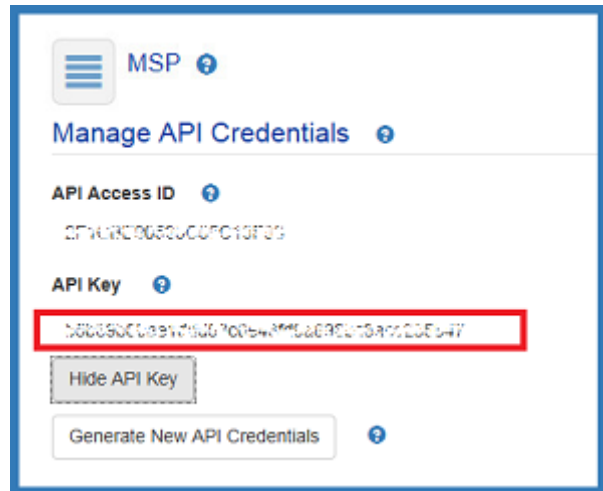 MSP
Manage API Credentials
API Access ID
API Key
Hide API Key
Generate New API Credentials